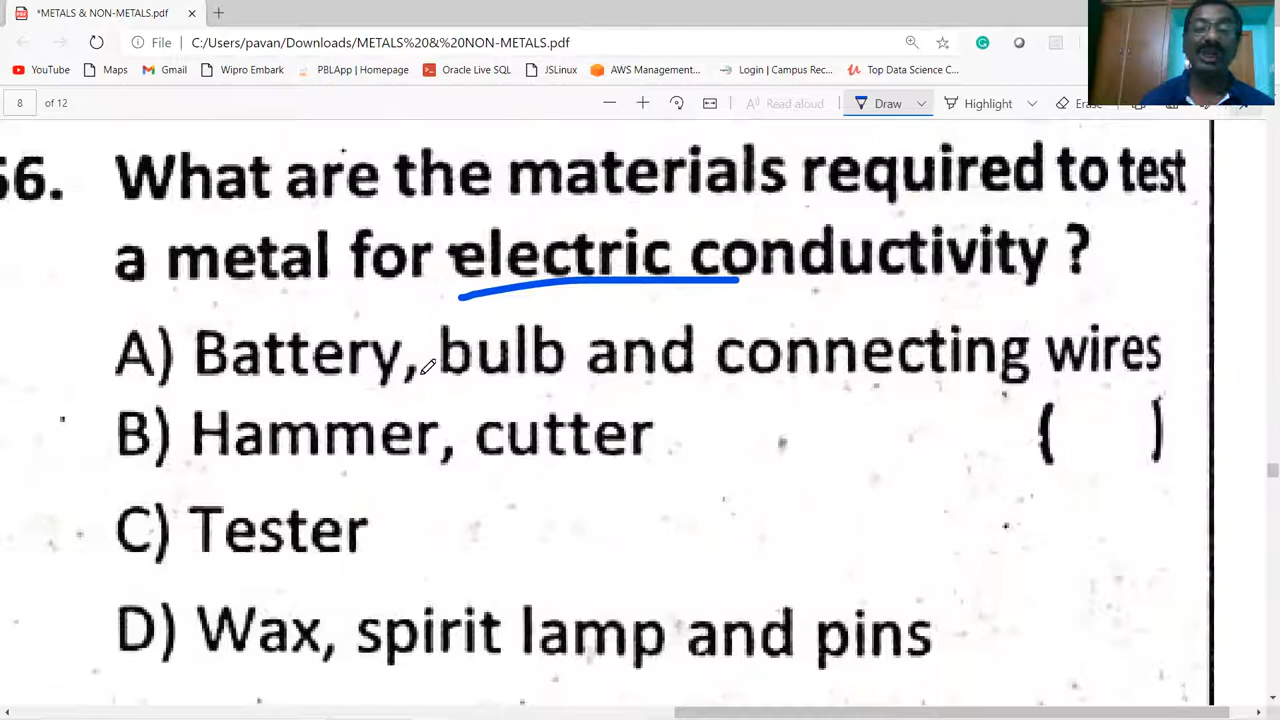 *METALS & NON-METALS.pdf
File C:/Users/pavan/Downloads/METALS%20&%20NON-METALS.pdf
YouTube Maps Gmail Wipro Embark PBLApp | Homepage Oracle Live SQL JSLinux AWS Management... Login | Campus Rec... Top Data Science C...
8 of 12 Read aloud Draw Highlight
56. What are the materials required to test
a metal for electric conductivity ?
A) Battery, bulb and connecting wires
B) Hammer, cutter ( )
C) Tester
D) Wax, spirit lamp and pins